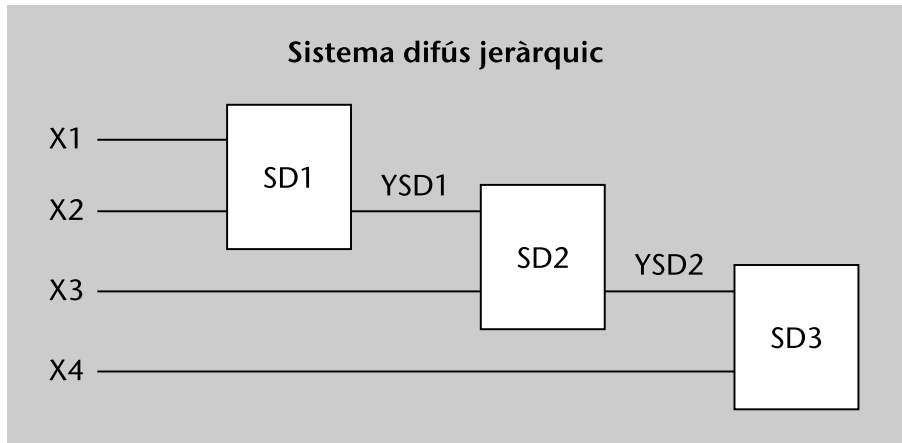 Sistema difús jeràrquic
X1
SD1
YSD1
X2
SD2
YSD2
X3
SD3
X4